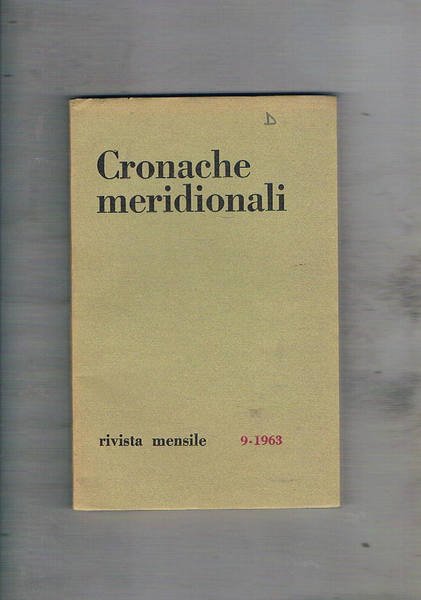 D
Cronache
meridionali
rivista mensile 9-1963